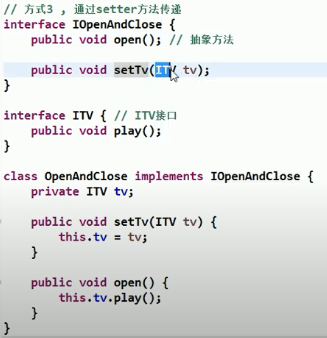 // 方式3 , 通过setter方法传递
interface IOpenAndClose {
public void open(); // 抽象方法
public void setTv(ITV tv);
}
interface ITV { // ITV接口
public void play();
}
class OpenAndClose implements IOpenAndClose {
private ITV tv;
public void setTv(ITV tv) {
this.tv = tv;
}
public void open() {
this.tv.play();
}
}